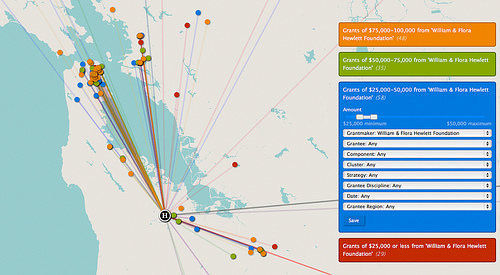 Grants of $75,000–100,000 from 'William & Flora
Hewlett Foundation' (48)
Grants of $50,000–75,000 from 'William & Flora
Hewlett Foundation' (35)
Grants of $25,000–50,000 from 'William & Flora
Hewlett Foundation' (58)
Amount
$25,000 minimum $50,000 maximum
Grantmaker: William & Flora Hewlett Foundation
Grantee: Any
Component: Any
Cluster: Any
Strategy: Any
Grantee Discipline: Any
Date: Any
Grantee Region: Any
Save
H
Grants of $25,000 or less from 'William & Flora
Hewlett Foundation' (29)